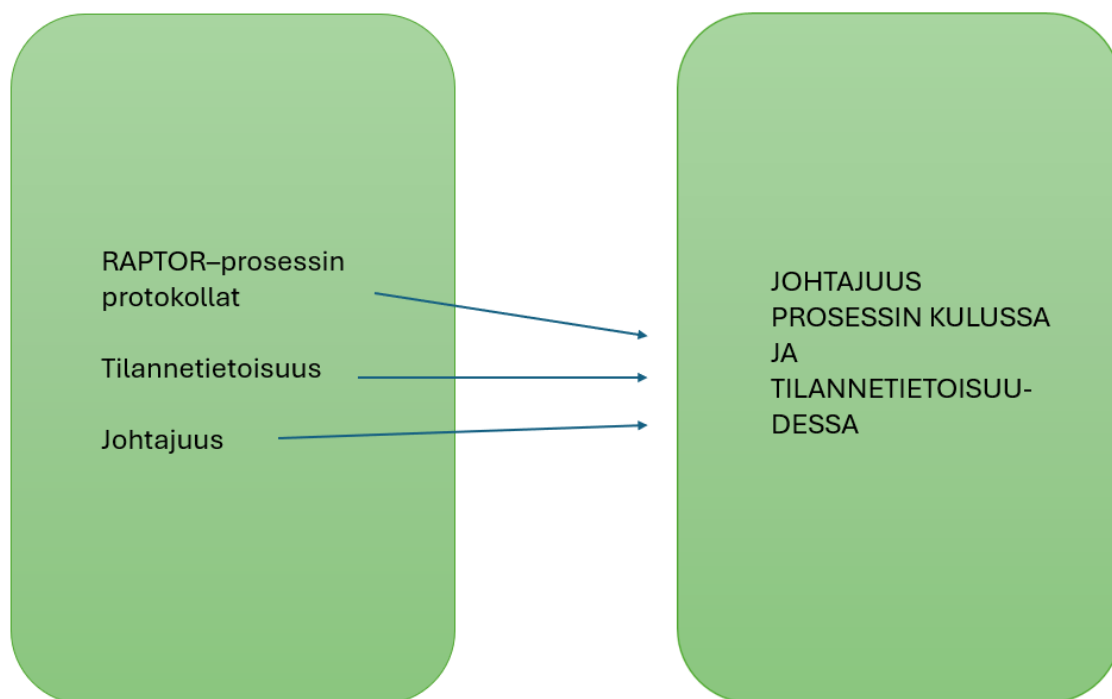 RAPTOR–prosessin
protokollat
Tilannetietoisuus
Johtajuus
JOHTAJUUS
PROSESSIN KULUSSA
JA
TILANNETIETOISUU-
DESSA